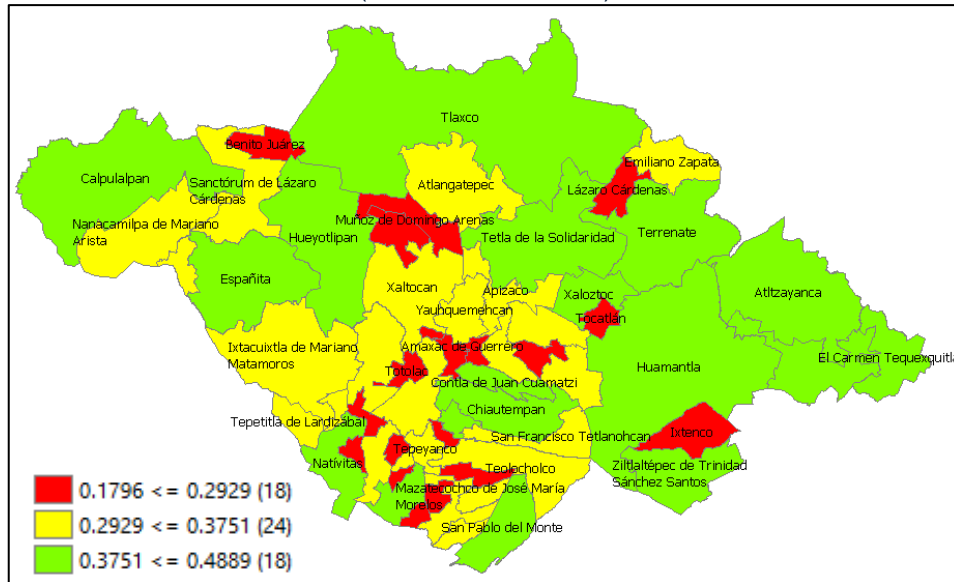 Tlaxco
Benito Juárez
Emiliano Zapata
Calpulalpan
Sanctórum de Lázaro
Cárdenas
Atlangatepec
Lázaro Cárdenas
Nanacamilpa de Mariano
Arista
Muñoz de Domingo Arenas
Hueyotlipan
Tetla de la Solidaridad
Terrenate
Españita
Xaltocan
Apizaco
Xaloztoc
Atltzayanca
Yauhquemehcan
Tocatlán
Ixtacuixtla de Mariano
Matamoros
Amaxac de Guerrero
El Carmen Tequexquitla
Totolac
Contla de Juan Cuamatzi
Huamantla
Chiautempan
Tepetitla de Lardizábal
San Francisco Tetlanohcan
Ixtenco
Nativitas
Tepeyanco
Teolocholco
Ziltlaltépec de Trinidad
Sánchez Santos
Mazatecochco de José María
Morelos
San Pablo del Monte
0.1796 <= 0.2929 (18)
0.2929 <= 0.3751 (24)
0.3751 <= 0.4889 (18)